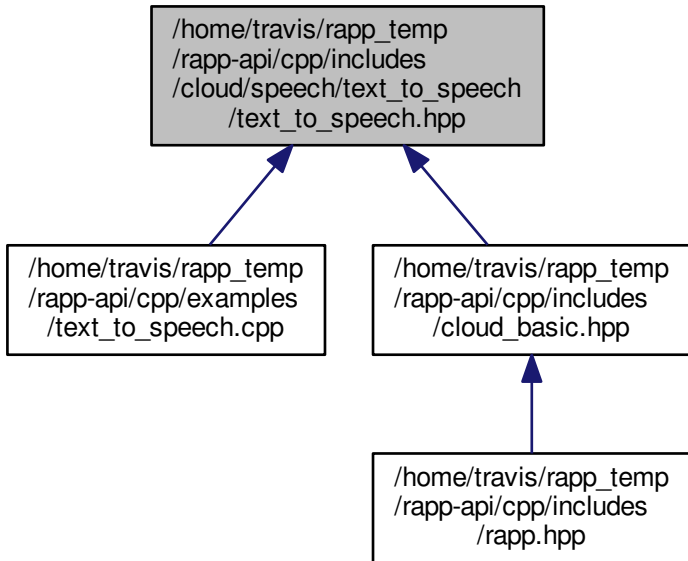 /home/travis/rapp_temp
/rapp-api/cpp/includes
/cloud/speech/text_to_speech
/text_to_speech.hpp
/home/travis/rapp_temp
/rapp-api/cpp/examples
/text_to_speech.cpp
/home/travis/rapp_temp
/rapp-api/cpp/includes
/cloud_basic.hpp
/home/travis/rapp_temp
/rapp-api/cpp/includes
/rapp.hpp